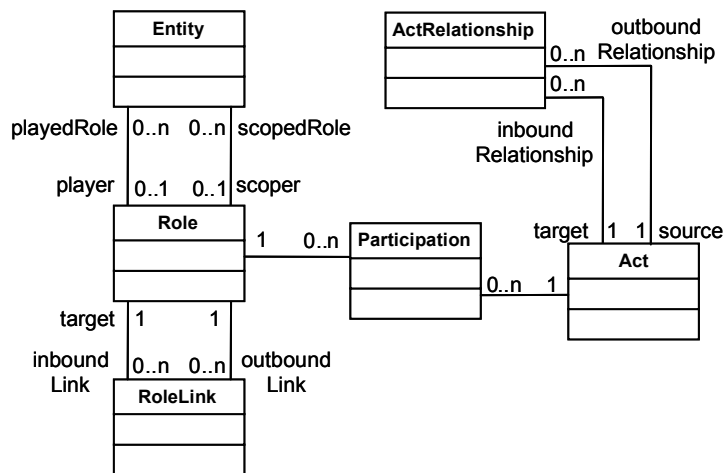 Entity
ActRelationship
outbound
Relationship
0..n
0..n
playedRole 0..n 0..n scopedRole
inbound
Relationship
player 0..1 0..1 scoper
Role
1 0..n
Participation
target 1 1 source
Act
0..n 1
target 1 1
inbound
Link
0..n 0..n
outbound
Link
RoleLink